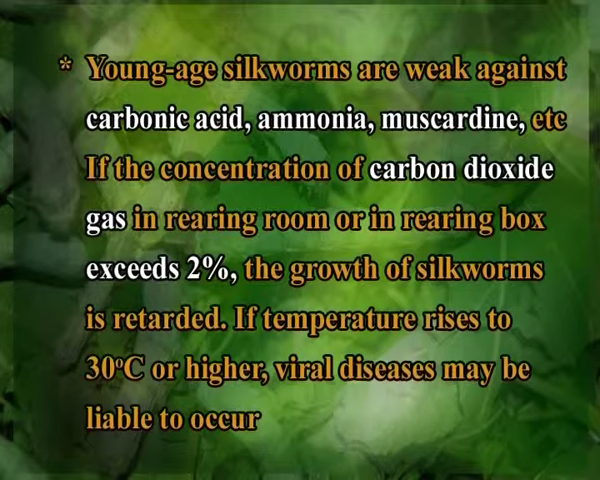 * Young-age silkworms are weak against
carbonic acid, ammonia, muscardine, etc
If the concentration of carbon dioxide
gas in rearing room or in rearing box
exceeds 2%, the growth of silkworms
is retarded. If temperature rises to
30ºC or higher, viral diseases may be
liable to occur